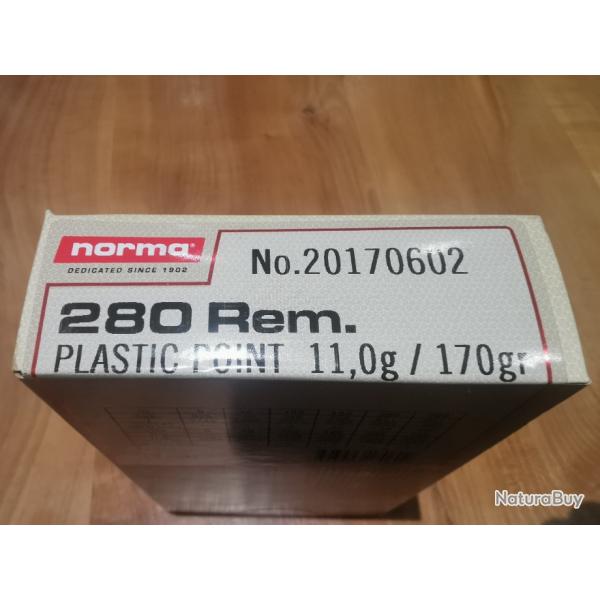 norma®
DEDICATED SINCE 1902
No.20170602
280 Rem.
PLASTIC POINT 11,0g / 170gr
NaturaBuy